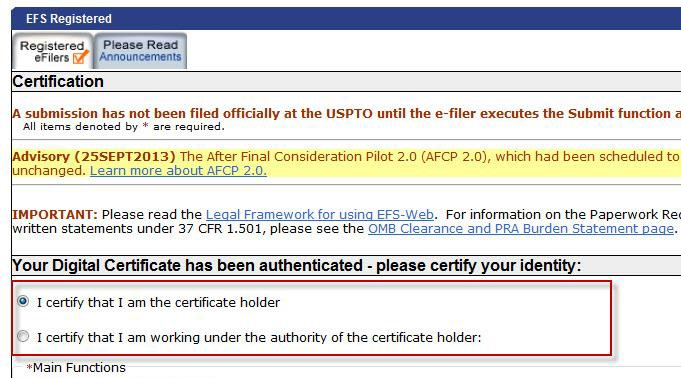 EFS Registered
Registered eFilers
Please Read Announcements
Certification
A submission has not been filed officially at the USPTO until the e-filer executes the Submit function a
All items denoted by * are required.
Advisory (25SEPT2013) The After Final Consideration Pilot 2.0 (AFCP 2.0), which had been scheduled to
unchanged. Learn more about AFCP 2.0.
IMPORTANT: Please read the Legal Framework for using EFS-Web. For information on the Paperwork Red
written statements under 37 CFR 1.501, please see the OMB Clearance and PRA Burden Statement page.
Your Digital Certificate has been authenticated - please certify your identity:
I certify that I am the certificate holder
I certify that I am working under the authority of the certificate holder:
*Main Functions